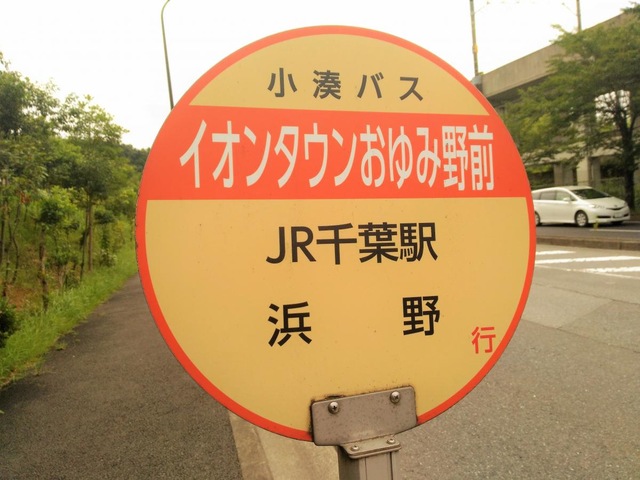 小湊バス
イオンタウンおゆみ野前
JR千葉駅
浜野
行